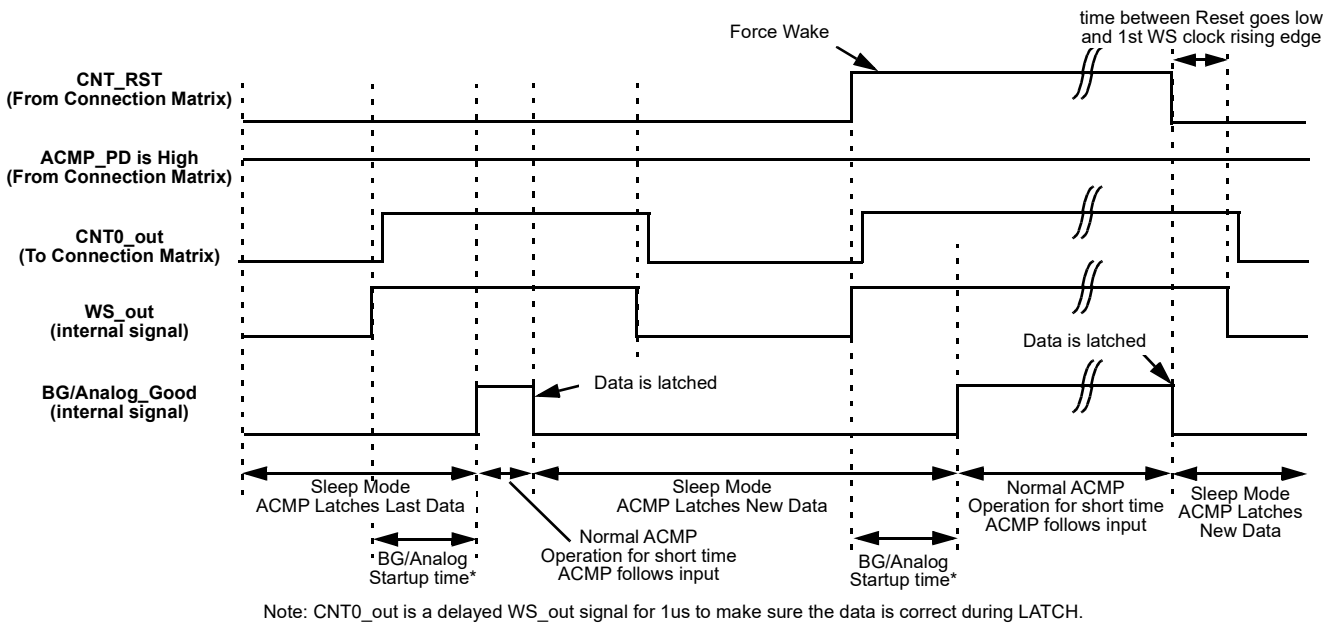 time between Reset goes low
and 1st WS clock rising edge
Force Wake
CNT_RST
(From Connection Matrix)
ACMP_PD is High
(From Connection Matrix)
CNT0_out
(To Connection Matrix)
WS_out
(internal signal)
Data is latched
BG/Analog_Good
(internal signal)
Data is latched
Sleep Mode
ACMP Latches Last Data
Sleep Mode
ACMP Latches New Data
Normal ACMP
Operation for short time
ACMP follows input
Sleep Mode
ACMP Latches
New Data
BG/Analog
Startup time*
Normal ACMP
Operation for short time
ACMP follows input
BG/Analog
Startup time*
Note: CNT0_out is a delayed WS_out signal for 1us to make sure the data is correct during LATCH.